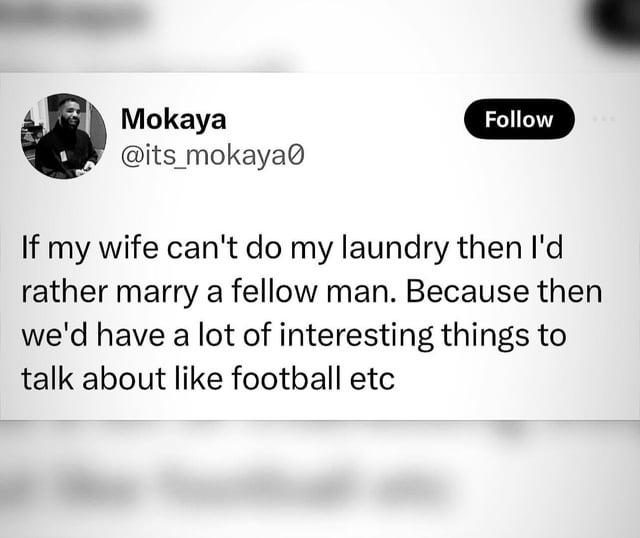 Mokaya
Follow
@its_mokaya0
If my wife can't do my laundry then I'd
rather marry a fellow man. Because then
we'd have a lot of interesting things to
talk about like football etc